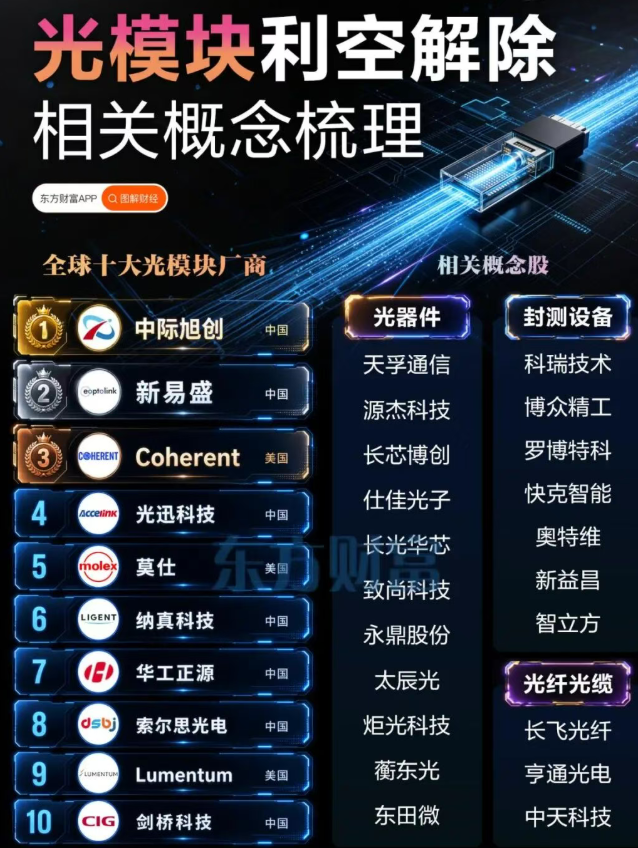 光模块利空解除
相关概念梳理
东方财富APP 图解财经
全球十大光模块厂商
1 中际旭创 中国
2 eoptolink 新易盛 中国
3 COHERENT Coherent 美国
4 Accelink 光迅科技 中国
5 molex 莫仕 美国
6 LIGENT 纳真科技 中国
7 华工正源 中国
8 dsbj 索尔思光电 中国
9 LUMENTUM Lumentum 美国
10 CIG 剑桥科技 中国
相关概念股
光器件
天孚通信
源杰科技
长芯博创
仕佳光子
长光华芯
致尚科技
永鼎股份
太辰光
炬光科技
蘅东光
东田微
封测设备
科瑞技术
博众精工
罗博特科
快克智能
奥特维
新益昌
智立方
光纤光缆
长飞光纤
亨通光电
中天科技
东方财富